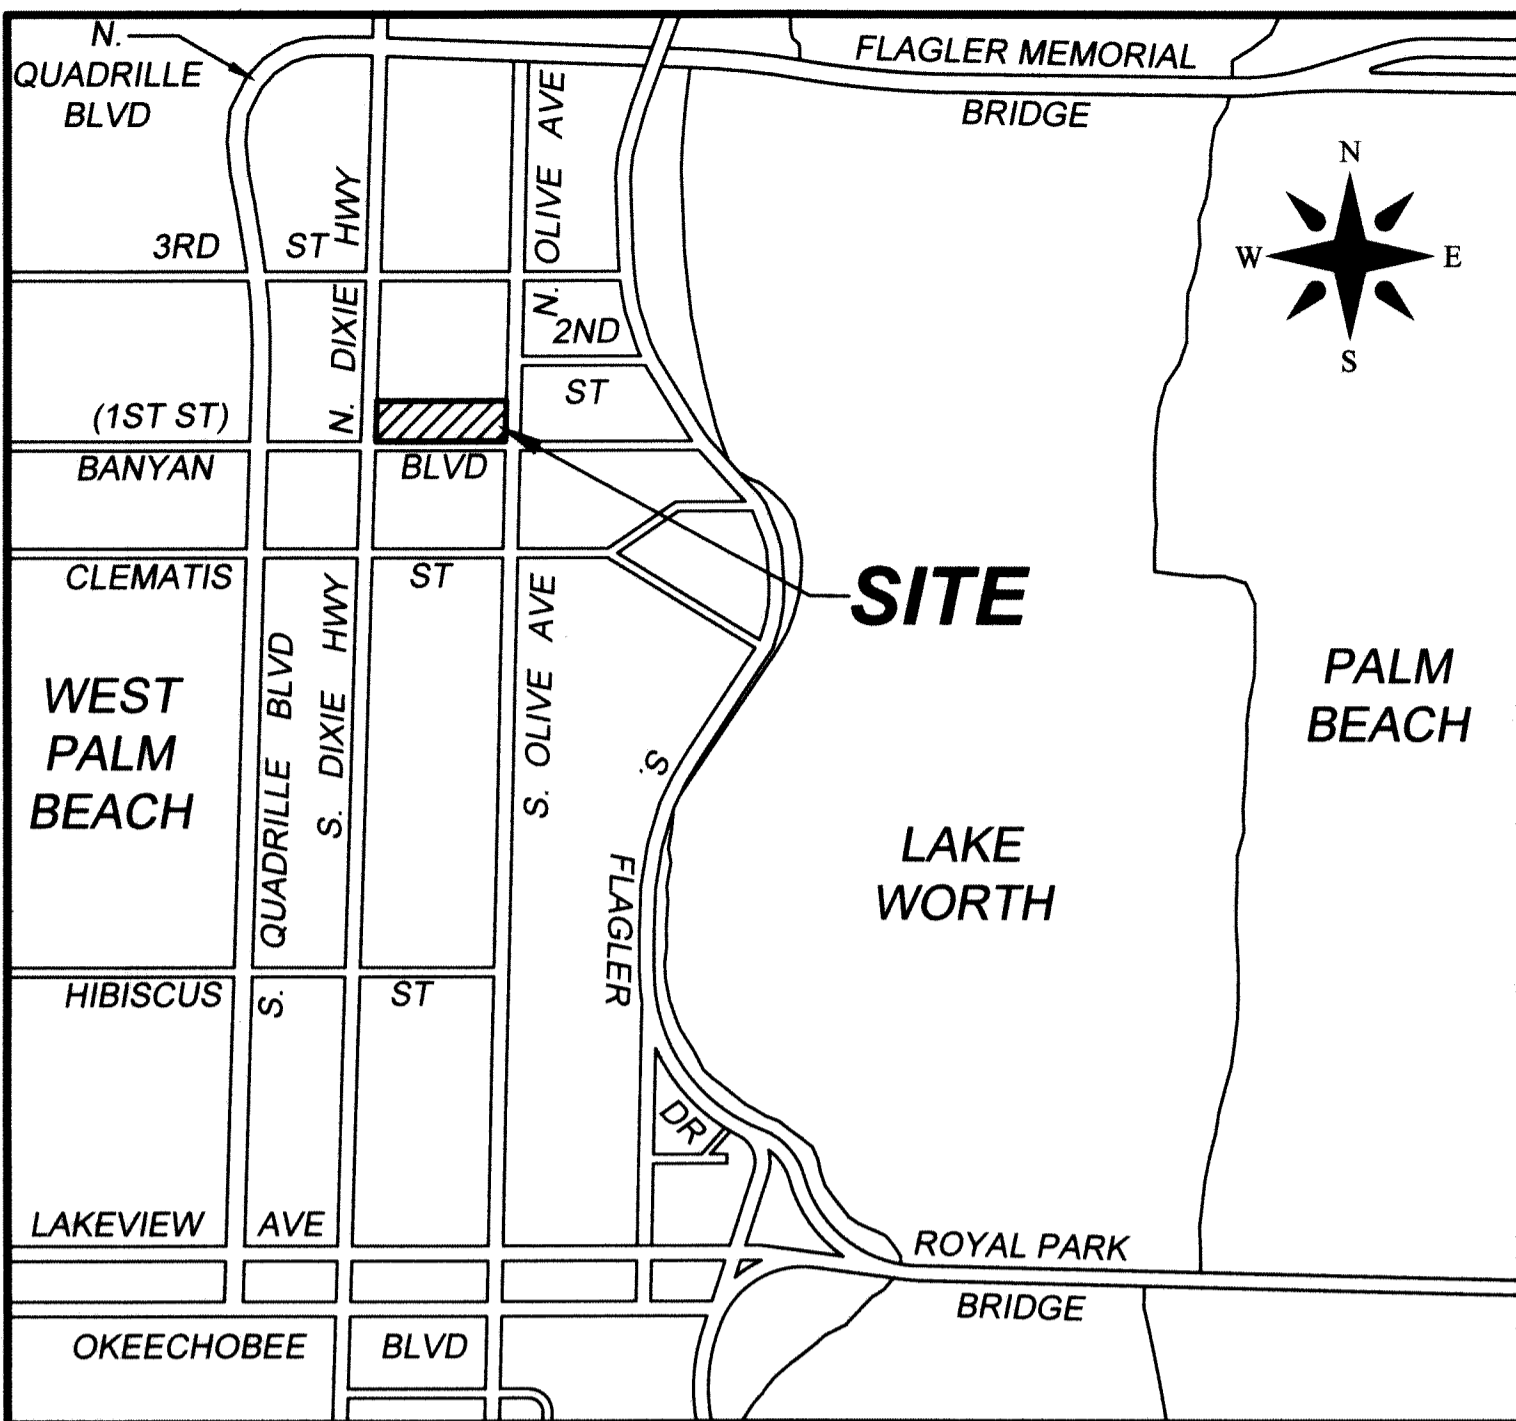 N.
QUADRILLE
BLVD
FLAGLER MEMORIAL
BRIDGE
N. OLIVE AVE
N. DIXIE HWY
N
W E
S
3RD ST
2ND
ST
(1ST ST)
BANYAN BLVD
CLEMATIS ST
SITE
WEST
PALM
BEACH
S. QUADRILLE BLVD
S. DIXIE HWY
S. OLIVE AVE
S. FLAGLER DR
PALM
BEACH
LAKE
WORTH
HIBISCUS ST
LAKEVIEW AVE
ROYAL PARK
BRIDGE
OKEECHOBEE BLVD